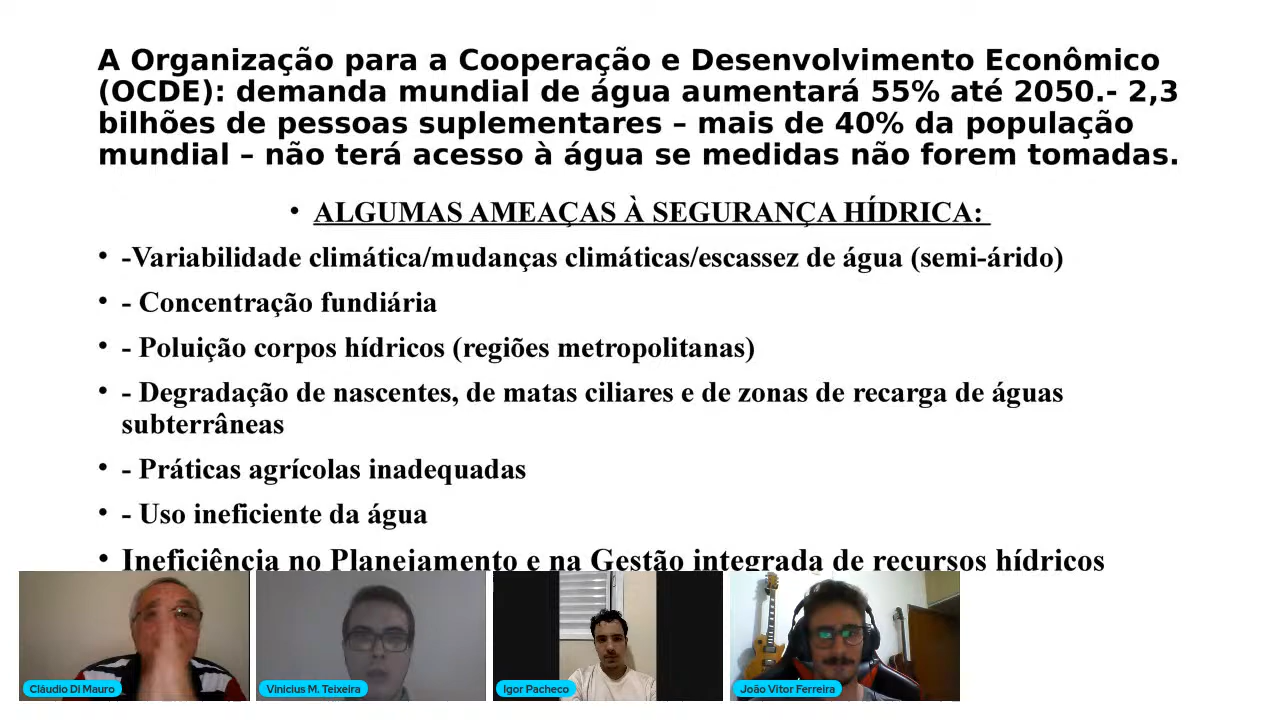 A Organização para a Cooperação e Desenvolvimento Econômico
(OCDE): demanda mundial de água aumentará 55% até 2050.- 2,3
bilhões de pessoas suplementares – mais de 40% da população
mundial – não terá acesso à água se medidas não forem tomadas.
• ALGUMAS AMEAÇAS À SEGURANÇA HÍDRICA:
• -Variabilidade climática/mudanças climáticas/escassez de água (semi-árido)
• - Concentração fundiária
• - Poluição corpos hídricos (regiões metropolitanas)
• - Degradação de nascentes, de matas ciliares e de zonas de recarga de águas
subterrâneas
• - Práticas agrícolas inadequadas
• - Uso ineficiente da água
• Ineficiência no Planejamento e na Gestão integrada de recursos hídricos
Cláudio Di Mauro
Vinicius M. Teixeira
Igor Pacheco
João Vitor Ferreira